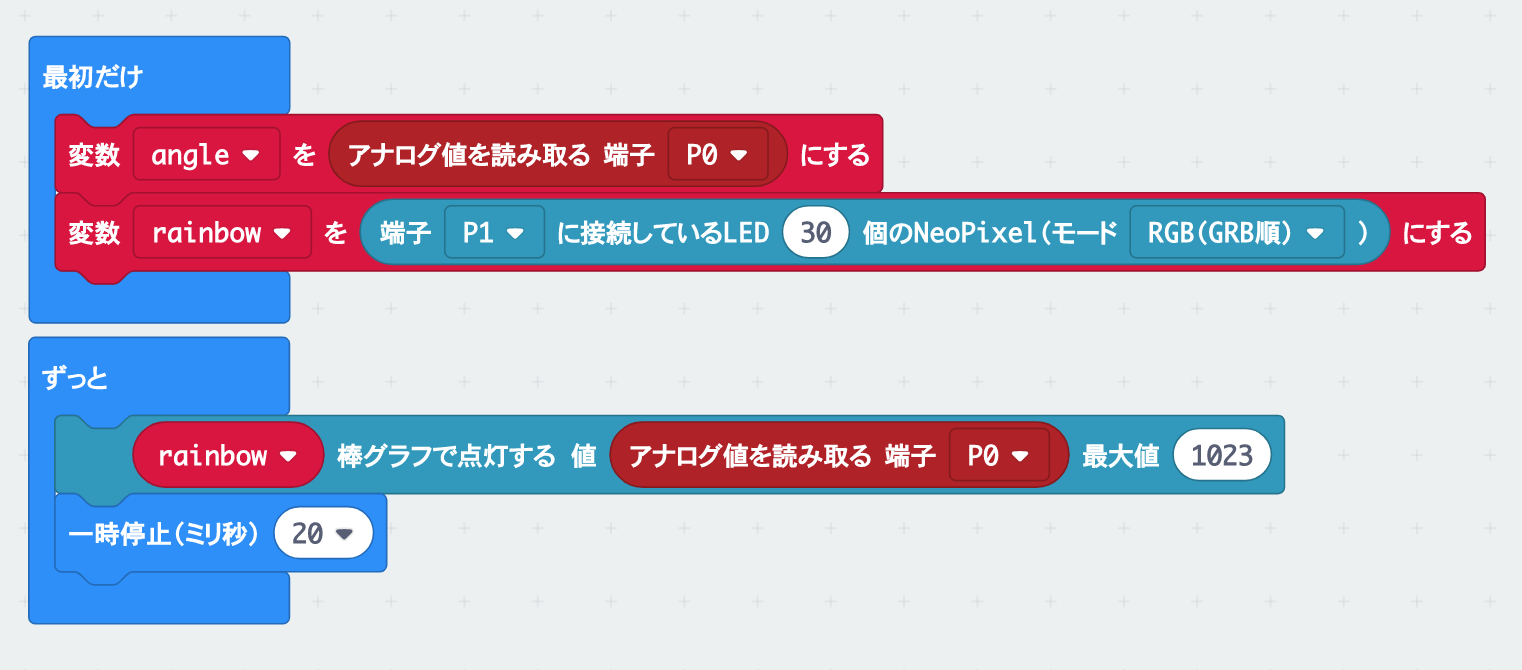 最初だけ
変数 angle を アナログ値を読み取る 端子 P0 にする
変数 rainbow を 端子 P1 に接続しているLED 30 個のNeoPixel(モード RGB(GRB順) ) にする
ずっと
rainbow 棒グラフで点灯する 値 アナログ値を読み取る 端子 P0 最大値 1023
一時停止(ミリ秒) 20